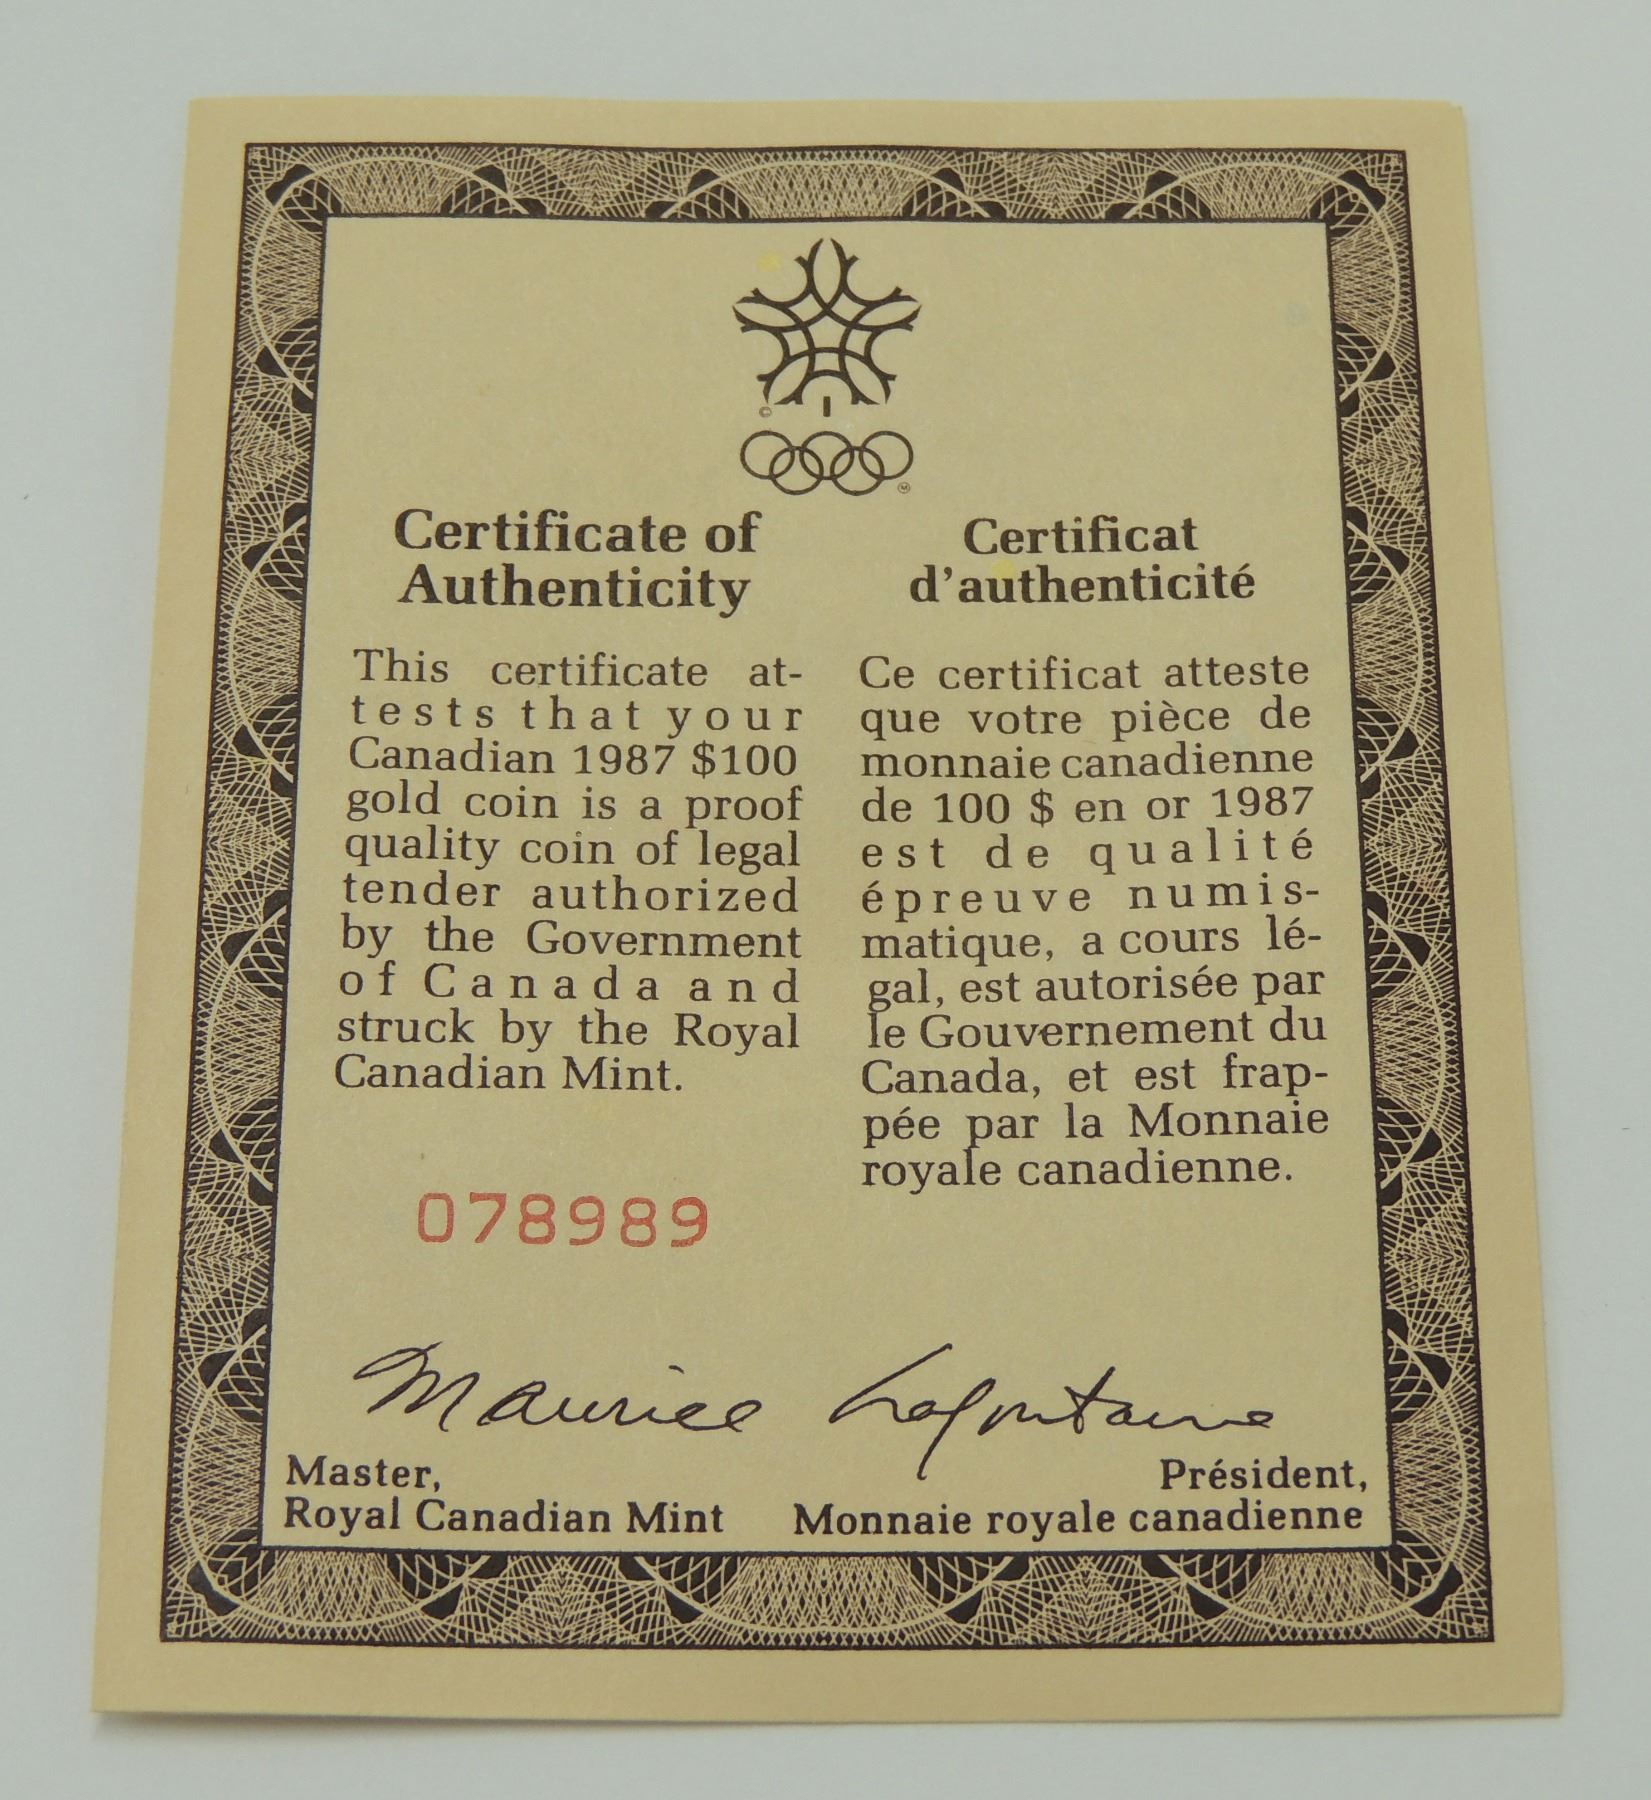 Certificate of
Authenticity
This certificate at-
tests that your
Canadian 1987 $100
gold coin is a proof
quality coin of legal
tender authorized
by the Government
of Canada and
struck by the Royal
Canadian Mint.
078989
Certificat
d'authenticité
Ce certificat atteste
que votre pièce de
monnaie canadienne
de 100 $ en or 1987
est de qualité
épreuve numis-
matique, a cours lé-
gal, est autorisée par
le Gouvernement du
Canada, et est frap-
pée par la Monnaie
royale canadienne.
Maurice Lafontaine
Master,
Royal Canadian Mint
Président,
Monnaie royale canadienne